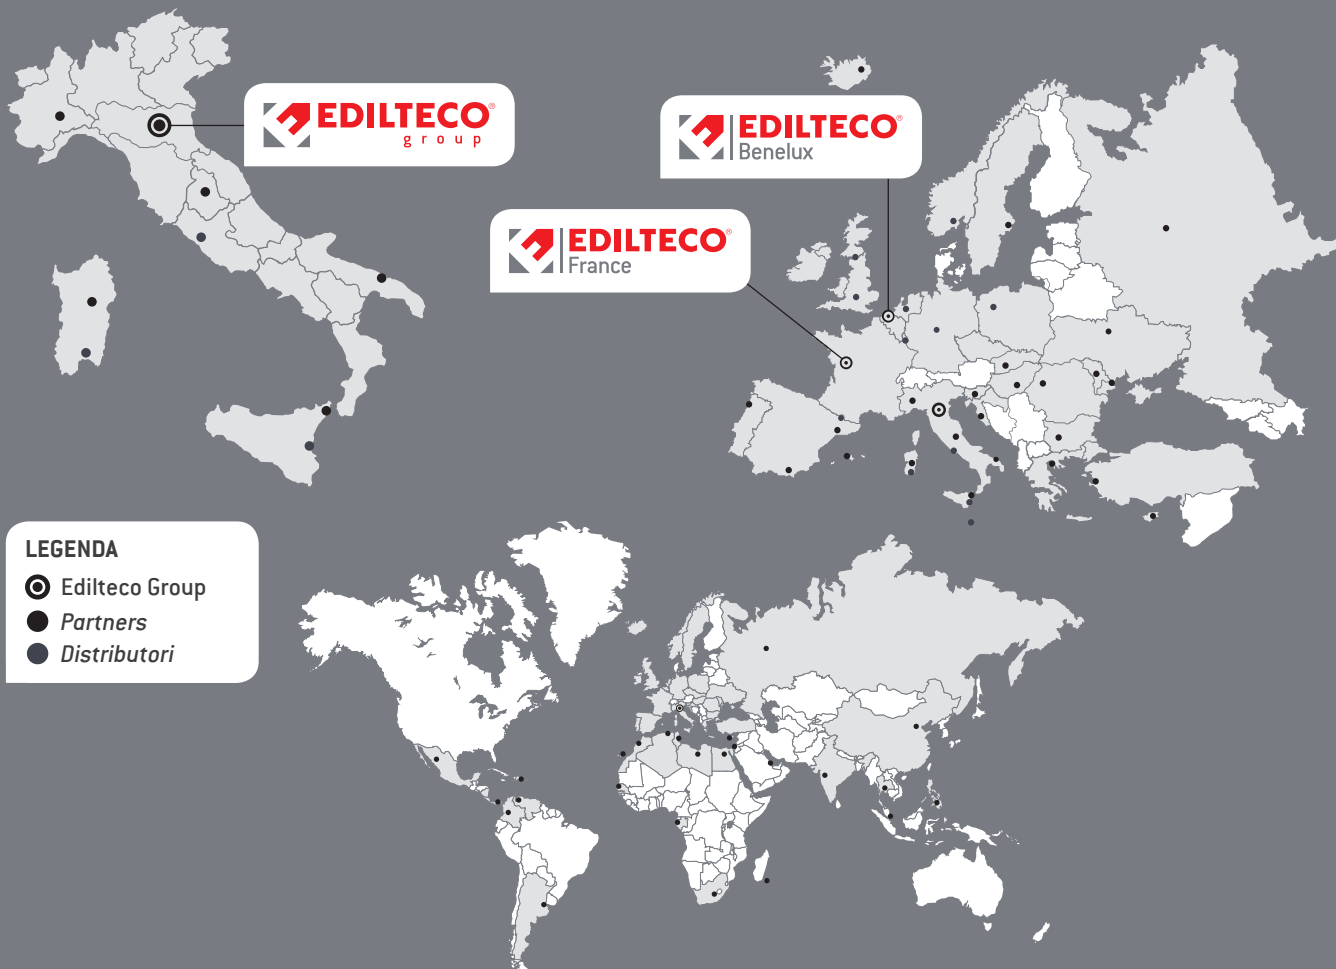 EDILTECO®
group
EDILTECO®
Benelux
EDILTECO®
France
LEGENDA
Edilteco Group
Partners
Distributori